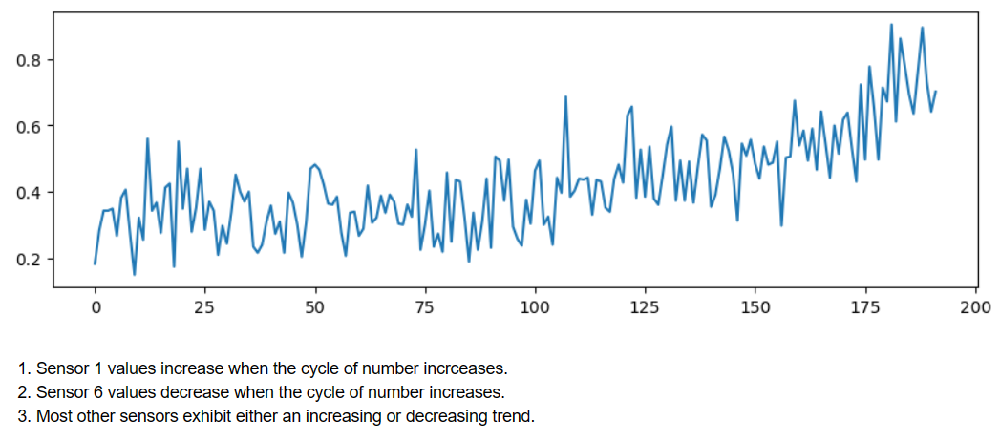 0.8
0.6
0.4
0.2
0 25 50 75 100 125 150 175 200
1. Sensor 1 values increase when the cycle of number incrceases.
2. Sensor 6 values decrease when the cycle of number increases.
3. Most other sensors exhibit either an increasing or decreasing trend.